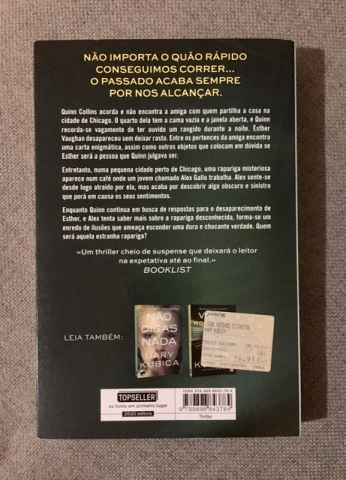 NÃO IMPORTA O QUÃO RÁPIDO
CONSEGUIMOS CORRER...
O PASSADO ACABA SEMPRE
POR NOS ALCANÇAR.
Quinn Collins acorda e não encontra a amiga com quem partilha a casa na
cidade de Chicago. O quarto dela tem a cama vazia e a janela aberta, e Quinn
recorda-se vagamente de ter ouvido um rangido durante a noite. Esther
Vaughan desapareceu sem deixar rasto. Entre os pertences da amiga encontra
uma carta enigmática, assim como outros objetos que colocam em dúvida se
Esther será a pessoa que Quinn julgava ser.
Entretanto, numa pequena cidade perto de Chicago, uma rapariga misteriosa
aparece num café onde um jovem chamado Alex Gallo trabalha. Alex sente-se
desde logo atraído por ela, mas acaba por descobrir algo obscuro e sinistro
que porá em causa os seus sentimentos.
Enquanto Quinn continua em busca de respostas para o desaparecimento de
Esther, e Alex tenta saber mais sobre a rapariga desconhecida, forma-se um
enredo de ilusões que ameaça esconder uma dura e chocante verdade. Quem
será aquela estranha rapariga?
«Um thriller cheio de suspense que deixará o leitor
na expetativa até ao final.»
BOOKLIST
LEIA TAMBÉM:
NÃO
DIGAS
NADA
MARY
KUBICA
TOPSELLER
os livros em primeiro lugar
2020 editora
Thriller